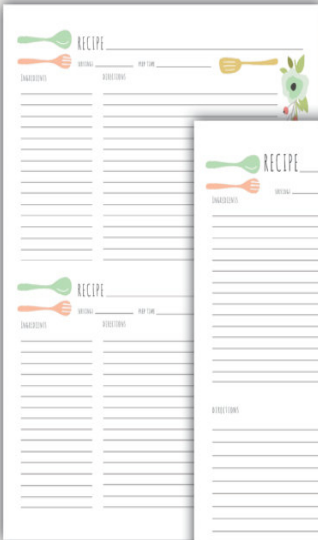 RECIPE
SERVINGS PREP TIME
INGREDIENTS DIRECTIONS
RECIPE
SERVINGS PREP TIME
INGREDIENTS DIRECTIONS
RECIPE
SERVINGS
INGREDIENTS
DIRECTIONS